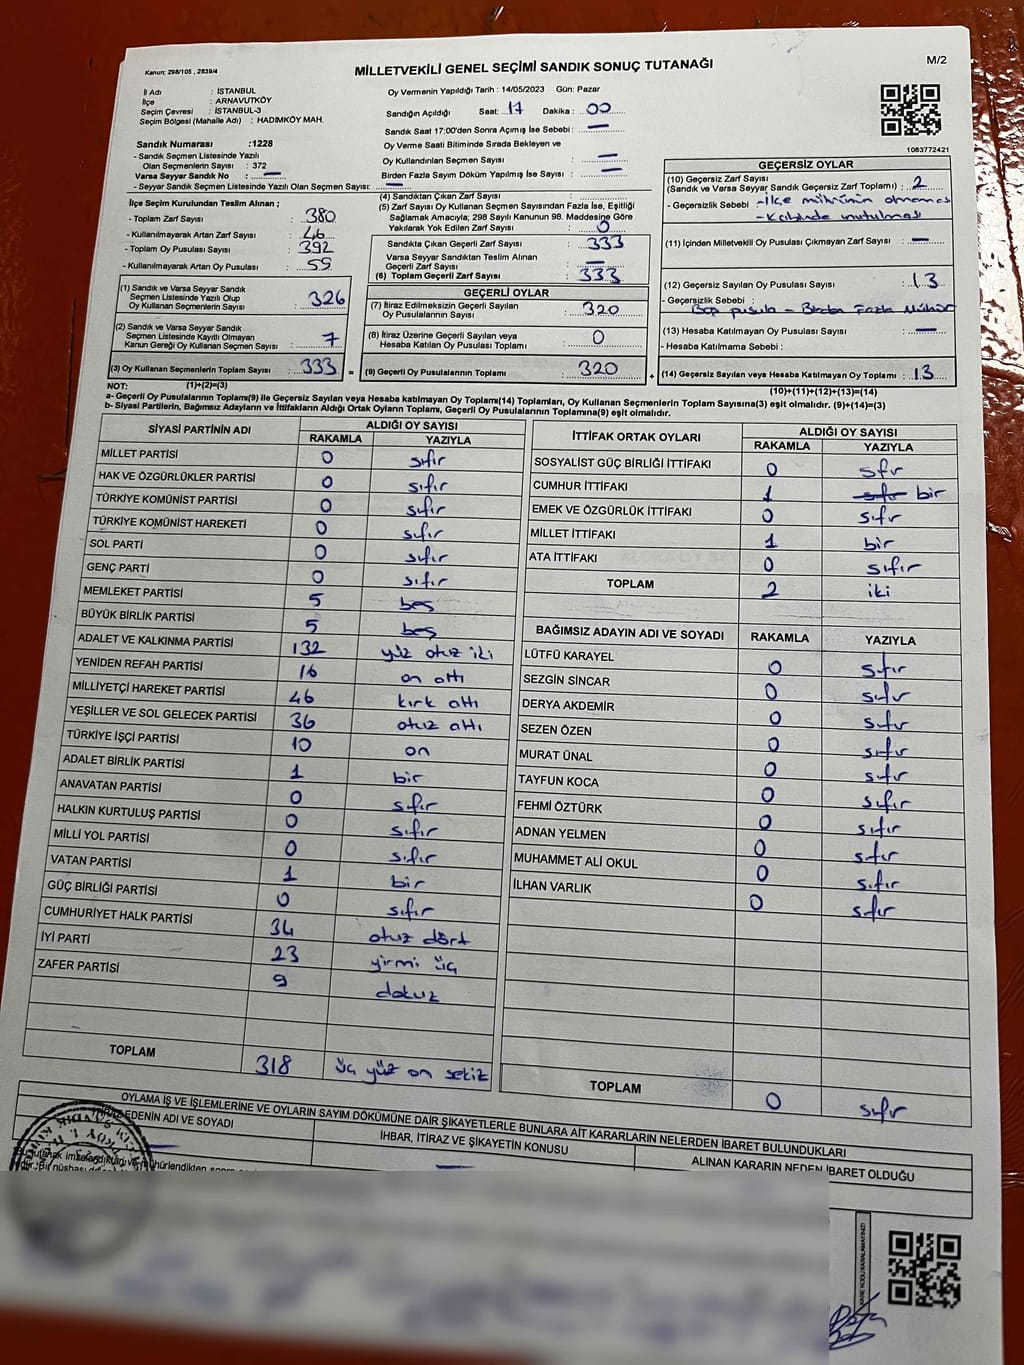 Kanun: 298/105 , 2839/4
MİLLETVEKİLİ GENEL SEÇİMİ SANDIK SONUÇ TUTANAĞI
M/2
İl Adı : İSTANBUL
İlçe : ARNAVUTKÖY
Seçim Çevresi : İSTANBUL-3
Seçim Bölgesi (Mahalle Adı) : HADIMKÖY MAH.
Sandık Numarası :1228
- Sandık Seçmen Listesinde Yazılı
Olan Seçmenlerin Sayısı : 372
Varsa Seyyar Sandık No : —
- Seyyar Sandık Seçmen Listesinde Yazılı Olan Seçmen Sayısı: —
Oy Vermenin Yapıldığı Tarih : 14/05/2023 Gün: Pazar
Sandığın Açıldığı Saat: 17 Dakika : 00
Sandık Saat 17:00'den Sonra Açımış İse Sebebi : —
Oy Verme Saati Bitiminde Sırada Bekleyen ve
Oy Kullandırılan Seçmen Sayısı : —
Birden Fazla Sayım Döküm Yapılmış İse Sayısı : —
1083772421
İlçe Seçim Kurulundan Teslim Alınan ;
- Toplam Zarf Sayısı : 380
- Kullanılmayarak Artan Zarf Sayısı : 46
- Toplam Oy Pusulası Sayısı : 392
- Kullanılmayarak Artan Oy Pusulası : 59
(1) Sandık ve Varsa Seyyar Sandık
Seçmen Listesinde Yazılı Olup
Oy Kullanan Seçmenlerin Sayısı : 326
(2) Sandık ve Varsa Seyyar Sandık
Seçmen Listesinde Kayıtlı Olmayan
Kanun Gereği Oy Kullanan Seçmen Sayısı : 7
(3) Oy Kullanan Seçmenlerin Toplam Sayısı : 333 =
(4) Sandıktan Çıkan Zarf Sayısı :
(5) Zarf Sayısı Oy Kullanan Seçmen Sayısından Fazla İse, Eşitliği
Sağlamak Amacıyla; 298 Sayılı Kanunun 98. Maddesine Göre
Yakılarak Yok Edilen Zarf Sayısı : 0
Sandıkta Çıkan Geçerli Zarf Sayısı : 333
Varsa Seyyar Sandıktan Teslim Alınan
Geçerli Zarf Sayısı : —
(6) Toplam Geçerli Zarf Sayısı : 333
GEÇERLİ OYLAR
(7) İtiraz Edilmeksizin Geçerli Sayılan
Oy Pusulalarının Sayısı : 320
(8) İtiraz Üzerine Geçerli Sayılan veya
Hesaba Katılan Oy Pusulası Toplamı : 0
(9) Geçerli Oy Pusulalarının Toplamı : 320 +
GEÇERSİZ OYLAR
(10) Geçersiz Zarf Sayısı
(Sandık ve Varsa Seyyar Sandık Geçersiz Zarf Toplamı) : 2
- Geçersizlik Sebebi : -İlçe mührünün olmaması
- Kabinde unutulması
(11) İçinden Milletvekili Oy Pusulası Çıkmayan Zarf Sayısı : —
(12) Geçersiz Sayılan Oy Pusulası Sayısı : 13
- Geçersizlik Sebebi :
Boş pusula - Birden Fazla Mühür
(13) Hesaba Katılmayan Oy Pusulası Sayısı : —
- Hesaba Katılmama Sebebi :
(14) Geçersiz Sayılan veya Hesaba Katılmayan Oy Toplamı : 13
(10)+(11)+(12)+(13)=(14)
NOT: (1)+(2)=(3)
a- Geçerli Oy Pusulalarının Toplamı(9) ile Geçersiz Sayılan veya Hesaba katılmayan Oy Toplamı(14) Toplamları, Oy Kullanan Seçmenlerin Toplam Sayısına(3) eşit olmalıdır. (9)+(14)=(3)
b- Siyasi Partilerin, Bağımsız Adayların ve İttifakların Aldığı Ortak Oyların Toplamı, Geçerli Oy Pusulalarının Toplamına(9) eşit olmalıdır.
SİYASİ PARTİNİN ADI ALDIĞI OY SAYISI
RAKAMLA YAZIYLA
MİLLET PARTİSİ 0 sıfır
HAK VE ÖZGÜRLÜKLER PARTİSİ 0 sıfır
TÜRKİYE KOMÜNİST PARTİSİ 0 sıfır
TÜRKİYE KOMÜNİST HAREKETİ 0 sıfır
SOL PARTİ 0 sıfır
GENÇ PARTİ 0 sıfır
MEMLEKET PARTİSİ 5 beş
BÜYÜK BİRLİK PARTİSİ 5 beş
ADALET VE KALKINMA PARTİSİ 132 yüz otuz iki
YENİDEN REFAH PARTİSİ 16 on altı
MİLLİYETÇİ HAREKET PARTİSİ 46 kırk altı
YEŞİLLER VE SOL GELECEK PARTİSİ 36 otuz altı
TÜRKİYE İŞÇİ PARTİSİ 10 on
ADALET BİRLİK PARTİSİ 1 bir
ANAVATAN PARTİSİ 0 sıfır
HALKIN KURTULUŞ PARTİSİ 0 sıfır
MİLLİ YOL PARTİSİ 0 sıfır
VATAN PARTİSİ 1 bir
GÜÇ BİRLİĞİ PARTİSİ 0 sıfır
CUMHURİYET HALK PARTİSİ 34 otuz dört
İYİ PARTİ 23 yirmi üç
ZAFER PARTİSİ 9 dokuz
TOPLAM 318 üç yüz on sekiz
İTTİFAK ORTAK OYLARI ALDIĞI OY SAYISI
RAKAMLA YAZIYLA
SOSYALİST GÜÇ BİRLİĞİ İTTİFAKI 0 sıfır
CUMHUR İTTİFAKI 1 sıfır bir
EMEK VE ÖZGÜRLÜK İTTİFAKI 0 sıfır
MİLLET İTTİFAKI 1 bir
ATA İTTİFAKI 0 sıfır
TOPLAM 2 iki
BAĞIMSIZ ADAYIN ADI VE SOYADI RAKAMLA YAZIYLA
LÜTFÜ KARAYEL 0 sıfır
SEZGİN SİNCAR 0 sıfır
DERYA AKDEMİR 0 sıfır
SEZEN ÖZEN 0 sıfır
MURAT ÜNAL 0 sıfır
TAYFUN KOCA 0 sıfır
FEHMİ ÖZTÜRK 0 sıfır
ADNAN YELMEN 0 sıfır
MUHAMMET ALİ OKUL 0 sıfır
İLHAN VARLIK 0 sıfır
TOPLAM 0 sıfır
OYLAMA İŞ VE İŞLEMLERİNE VE OYLARIN SAYIM DÖKÜMÜNE DAİR ŞİKAYETLERLE BUNLARA AİT KARARLARIN NELERDEN İBARET BULUNDUKLARI
EDENİN ADI VE SOYADI İHBAR, İTİRAZ VE ŞİKAYETİN KONUSU ALINAN KARARIN NEDEN İBARET OLDUĞU
KARE KODU KARALAMAYINIZ!